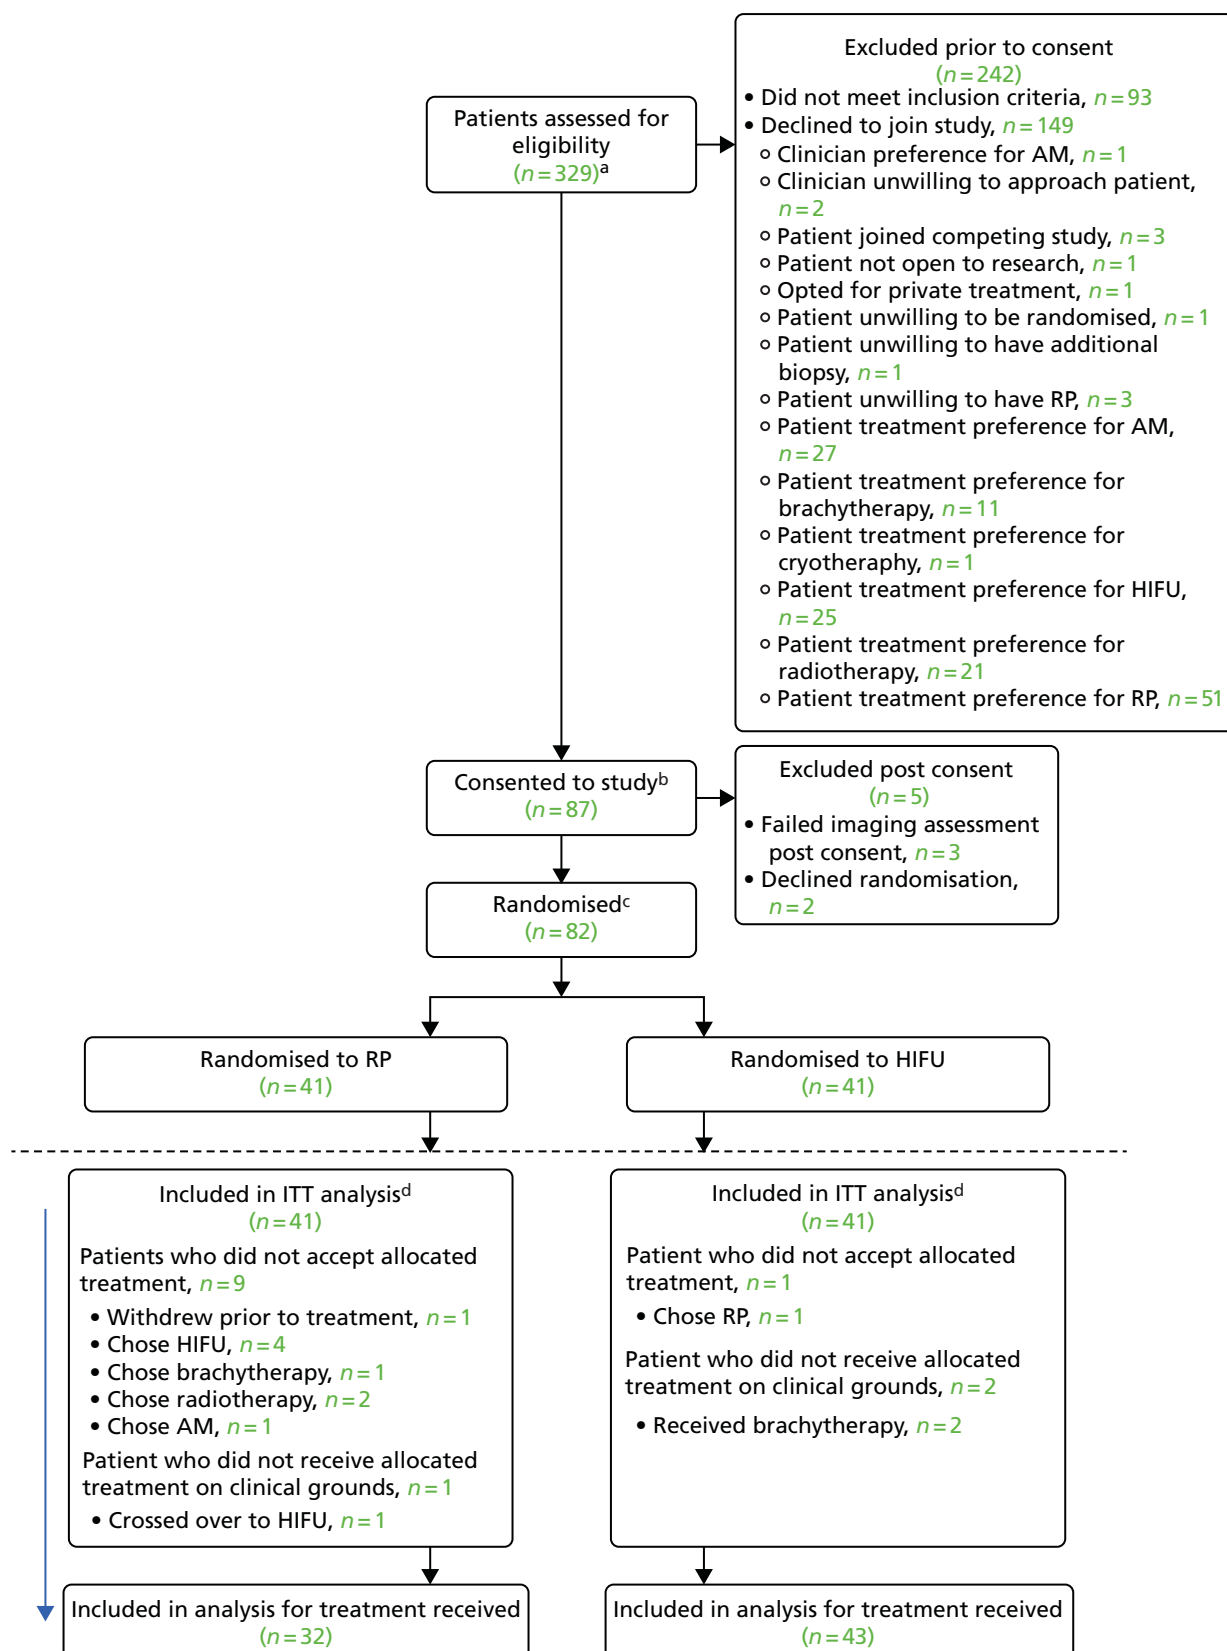 Excluded prior to consent
(n=242)
• Did not meet inclusion criteria, n=93
• Declined to join study, n=149
○ Clinician preference for AM, n=1
○ Clinician unwilling to approach patient,
n=2
○ Patient joined competing study, n=3
○ Patient not open to research, n=1
○ Opted for private treatment, n=1
○ Patient unwilling to be randomised, n=1
○ Patient unwilling to have additional
biopsy, n=1
○ Patient unwilling to have RP, n=3
○ Patient treatment preference for AM,
n=27
○ Patient treatment preference for
brachytherapy, n=11
○ Patient treatment preference for
cryotheraphy, n=1
○ Patient treatment preference for HIFU,
n=25
○ Patient treatment preference for
radiotherapy, n=21
○ Patient treatment preference for RP, n=51
Patients assessed for
eligibility
(n=329)a
Consented to studyb
(n=87)
Excluded post consent
(n=5)
• Failed imaging assessment
post consent, n=3
• Declined randomisation,
n=2
Randomisedc
(n=82)
Randomised to RP
(n=41)
Randomised to HIFU
(n=41)
Included in ITT analysisd
(n=41)
Patients who did not accept allocated
treatment, n=9
• Withdrew prior to treatment, n=1
• Chose HIFU, n=4
• Chose brachytherapy, n=1
• Chose radiotherapy, n=2
• Chose AM, n=1
Patient who did not receive allocated
treatment on clinical grounds, n=1
• Crossed over to HIFU, n=1
Included in ITT analysisd
(n=41)
Patient who did not accept allocated
treatment, n=1
• Chose RP, n=1
Patient who did not receive allocated
treatment on clinical grounds, n=2
• Received brachytherapy, n=2
Included in analysis for treatment received
(n=32)
Included in analysis for treatment received
(n=43)